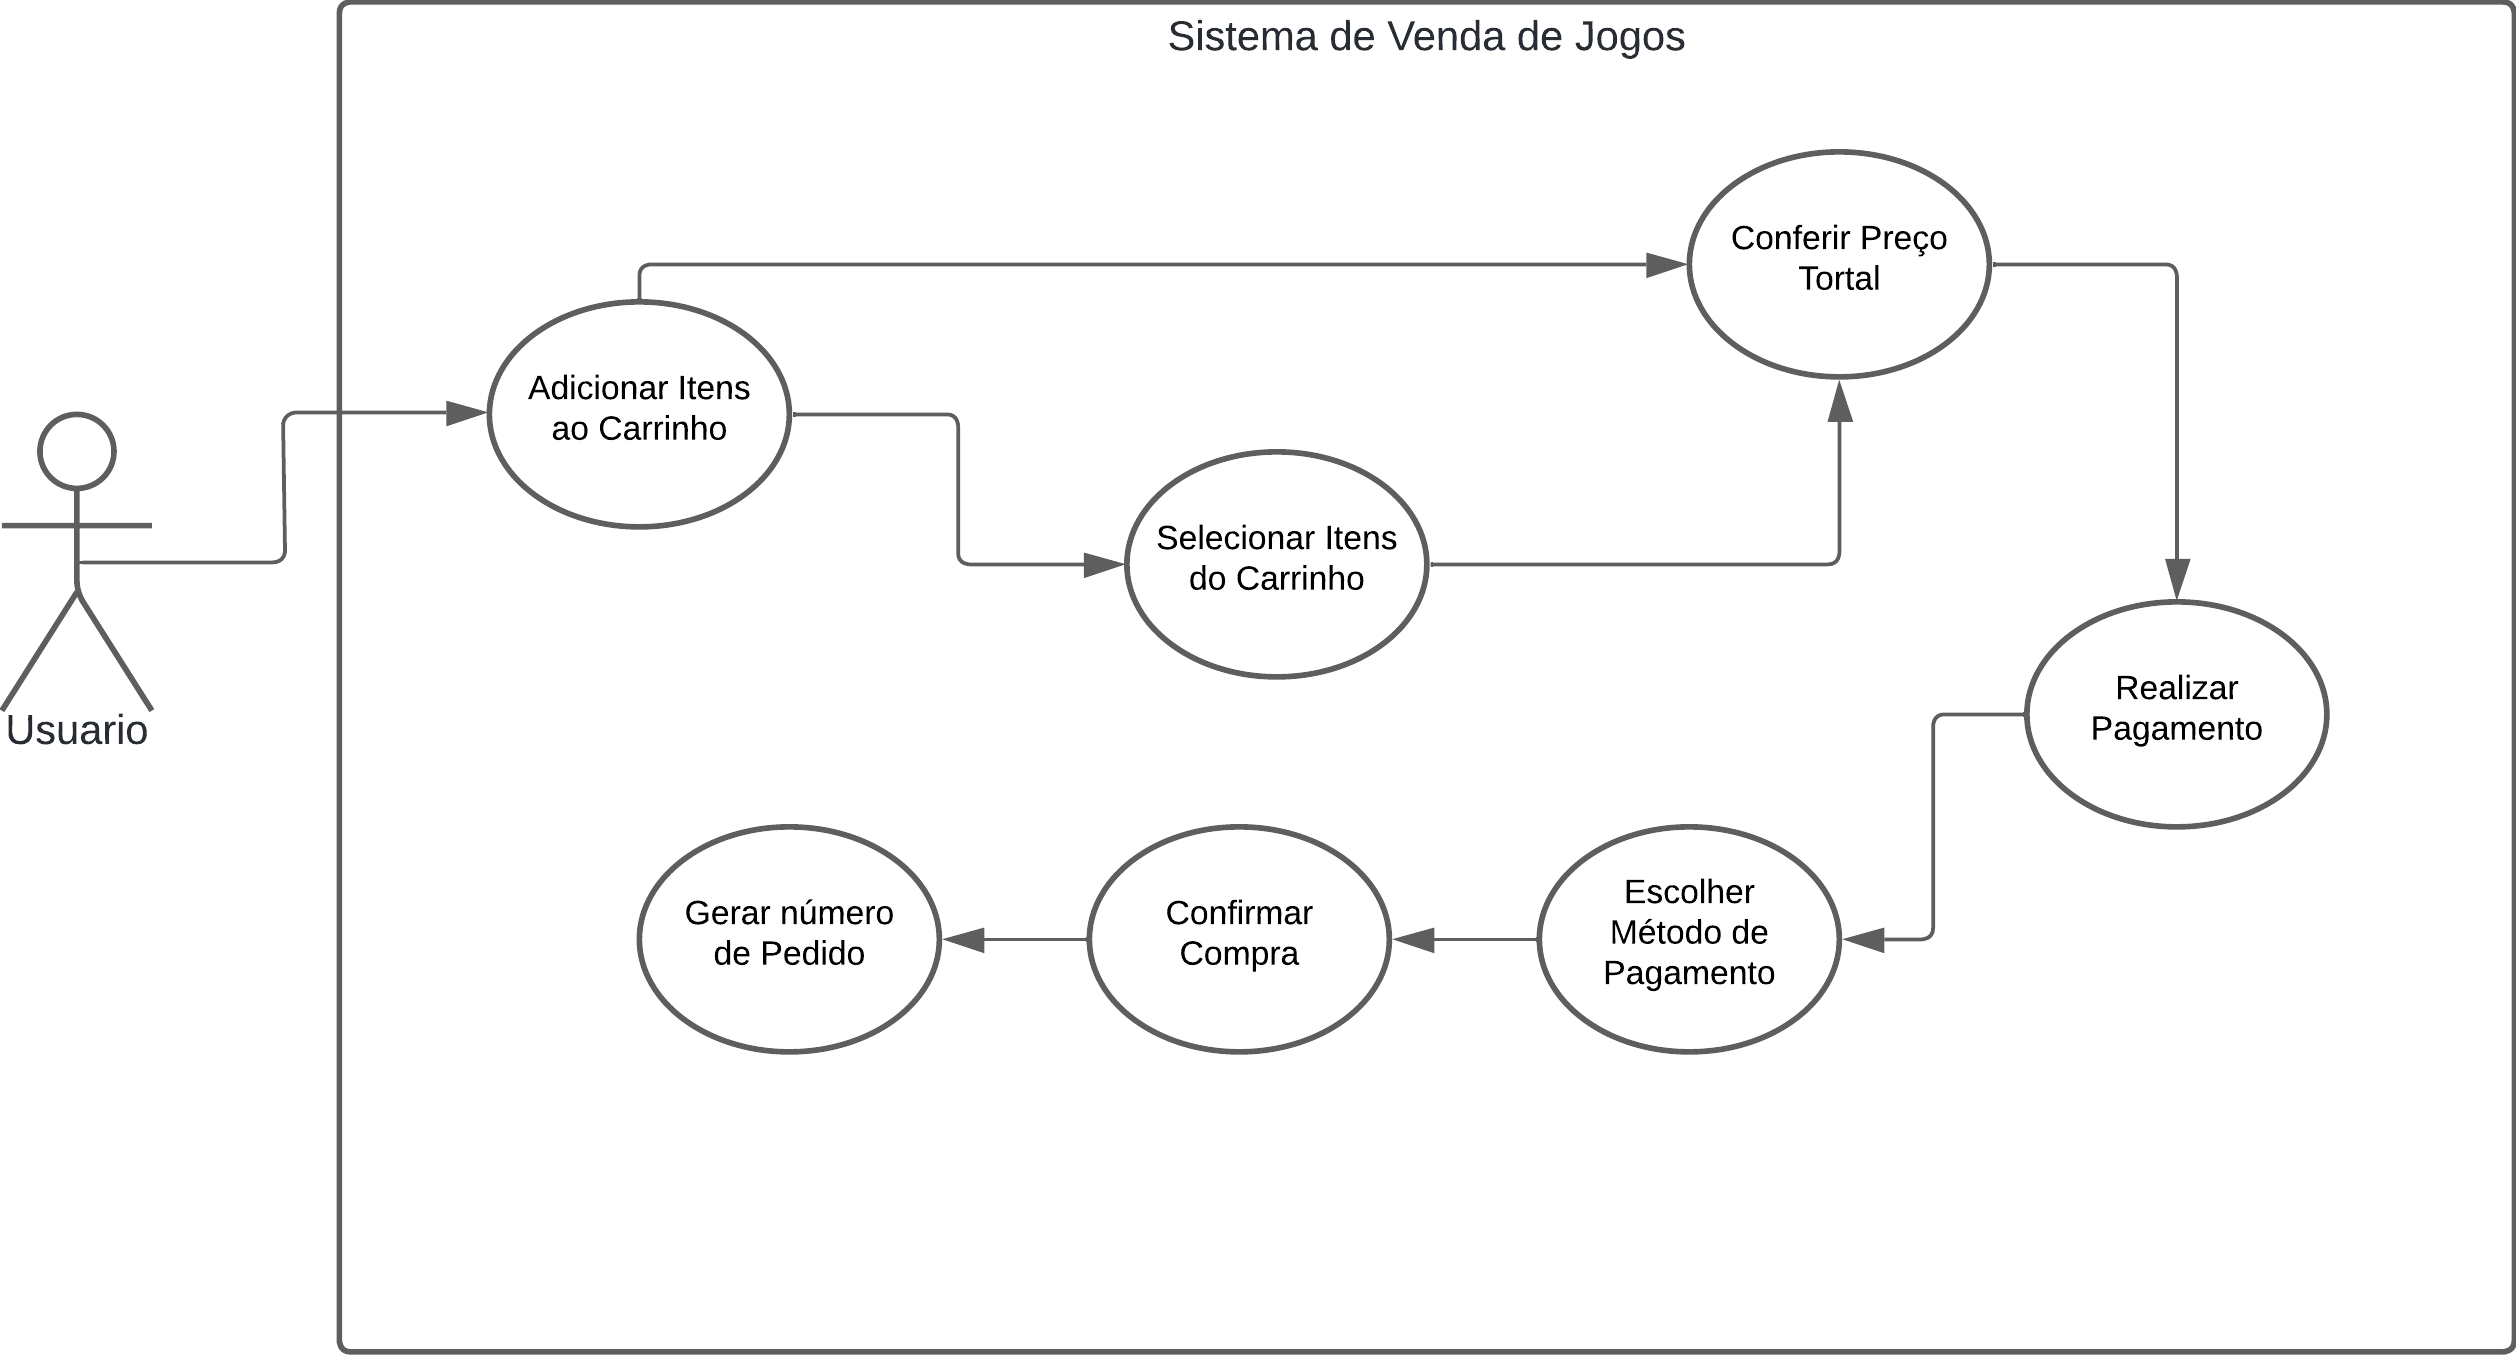 Sistema de Venda de Jogos
Conferir Preço
Tortal
Adicionar Itens
ao Carrinho
Selecionar Itens
do Carrinho
Usuario
Realizar
Pagamento
Gerar número
de Pedido
Confirmar
Compra
Escolher
Método de
Pagamento